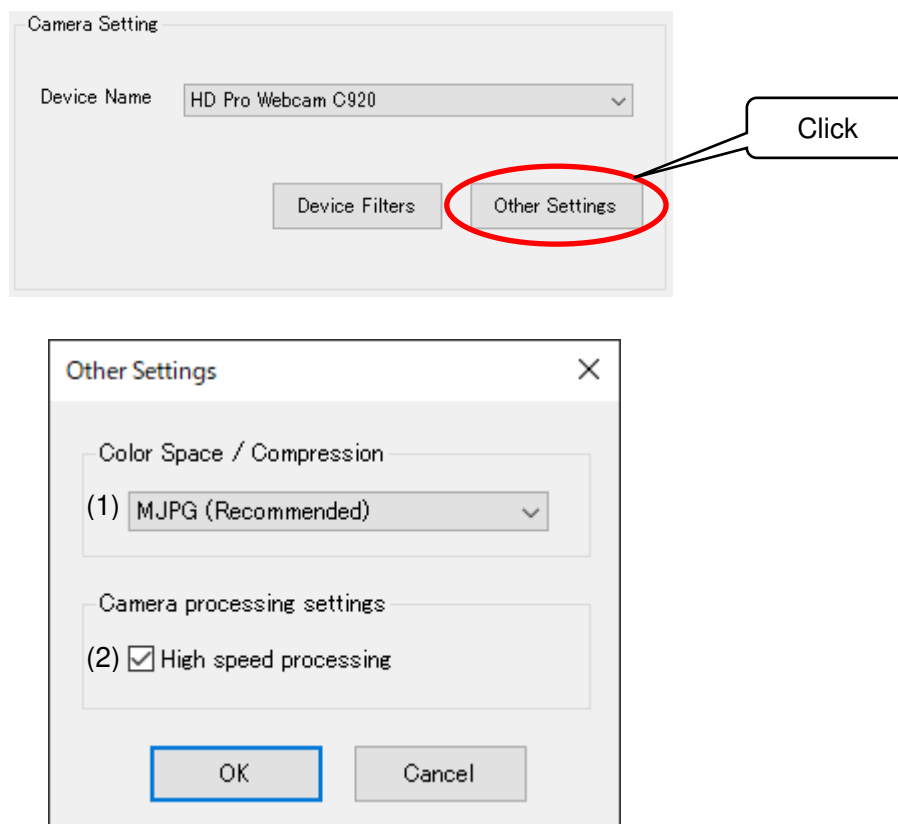 Camera Setting
Device Name HD Pro Webcam C920
Click
Device Filters Other Settings
Other Settings
Color Space / Compression
(1) MJPG (Recommended)
Camera processing settings
(2) High speed processing
OK Cancel